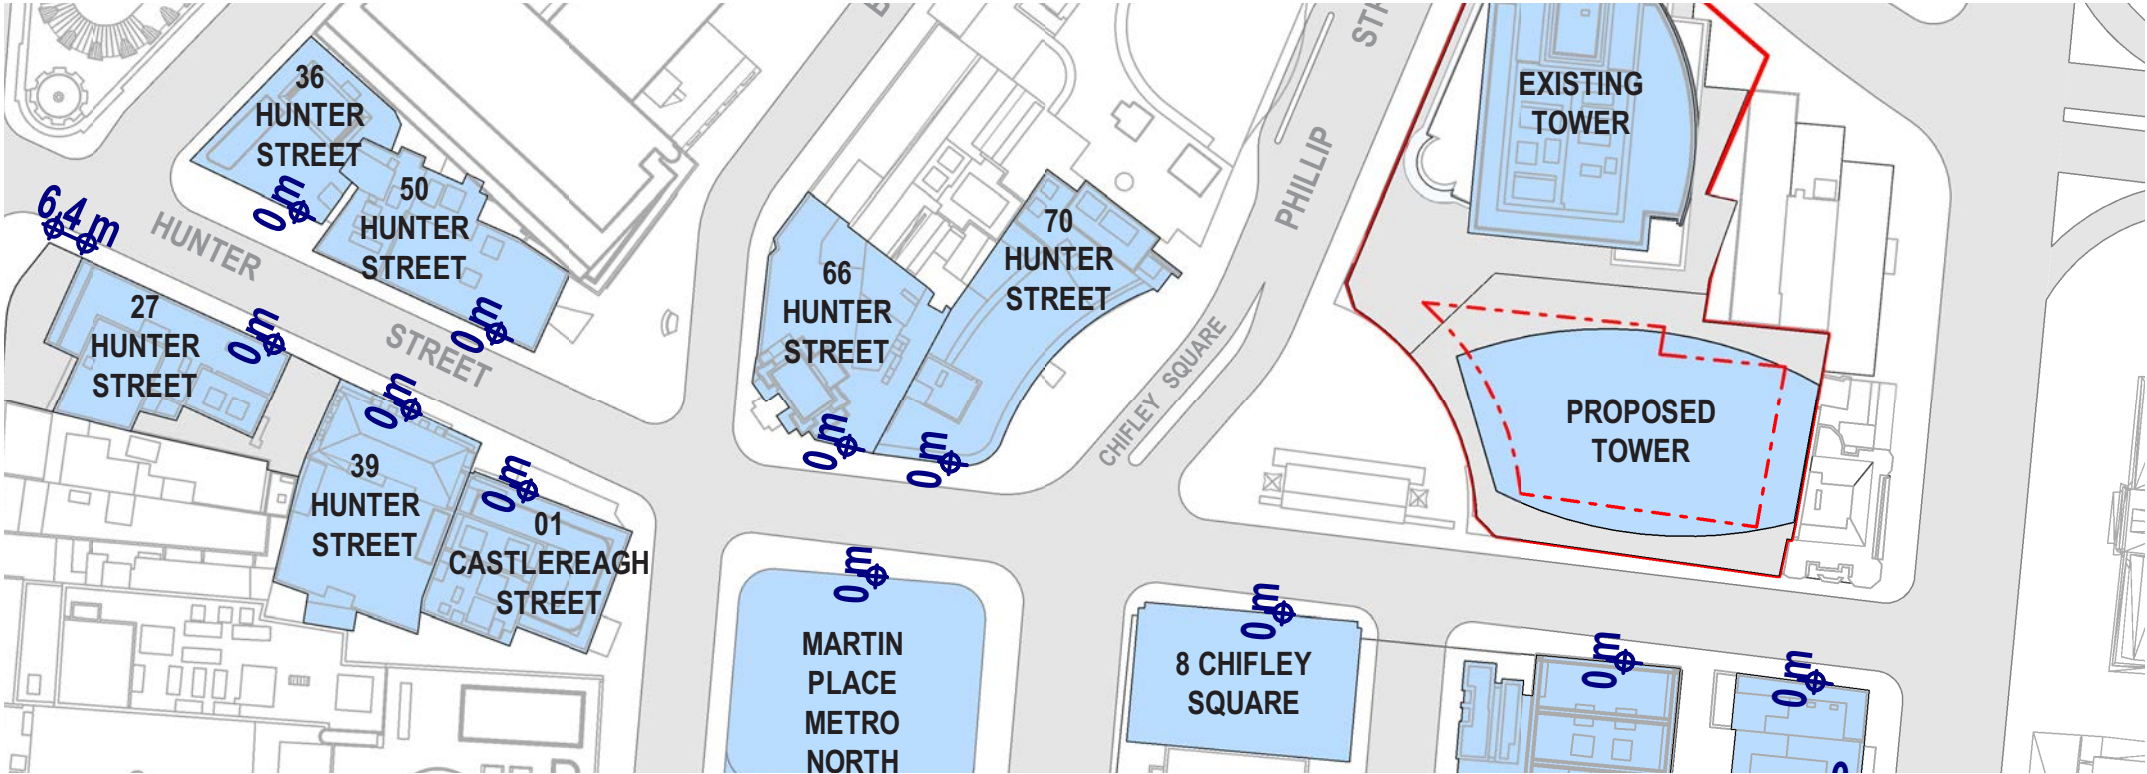 36
HUNTER
STREET
0 m
50
HUNTER
STREET
6.4 m
HUNTER
STREET
27
HUNTER
STREET
0 m
0 m
39
HUNTER
STREET
0 m
01
CASTLEREAGH
STREET
0 m
66
HUNTER
STREET
0 m
70
HUNTER
STREET
0 m
PHILLIP
CHIFLEY SQUARE
EXISTING
TOWER
PROPOSED
TOWER
MARTIN
PLACE
METRO
NORTH
0 m
8 CHIFLEY
SQUARE
0 m
0 m
0 m